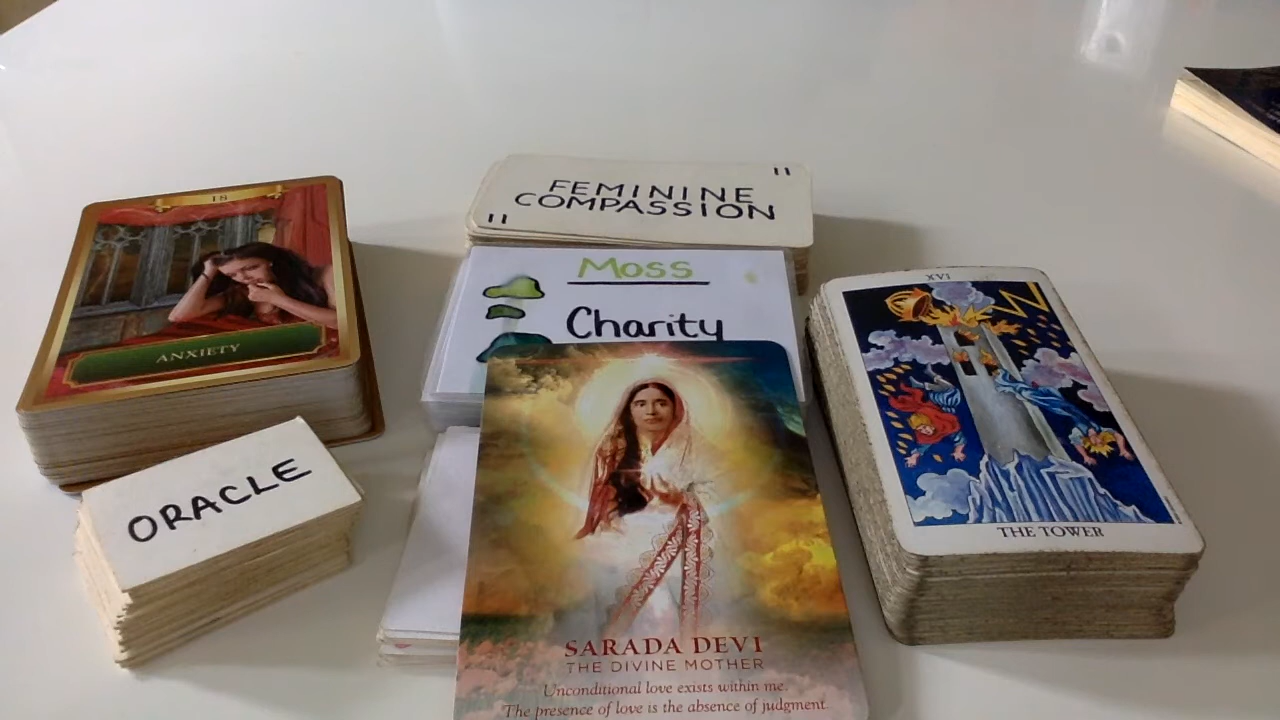 18
ANXIETY
ORACLE
11
FEMININE
COMPASSION
11
Moss
Charity
SARADA DEVI
THE DIVINE MOTHER
Unconditional love exists within me.
The presence of love is the absence of judgment.
XVI
THE TOWER